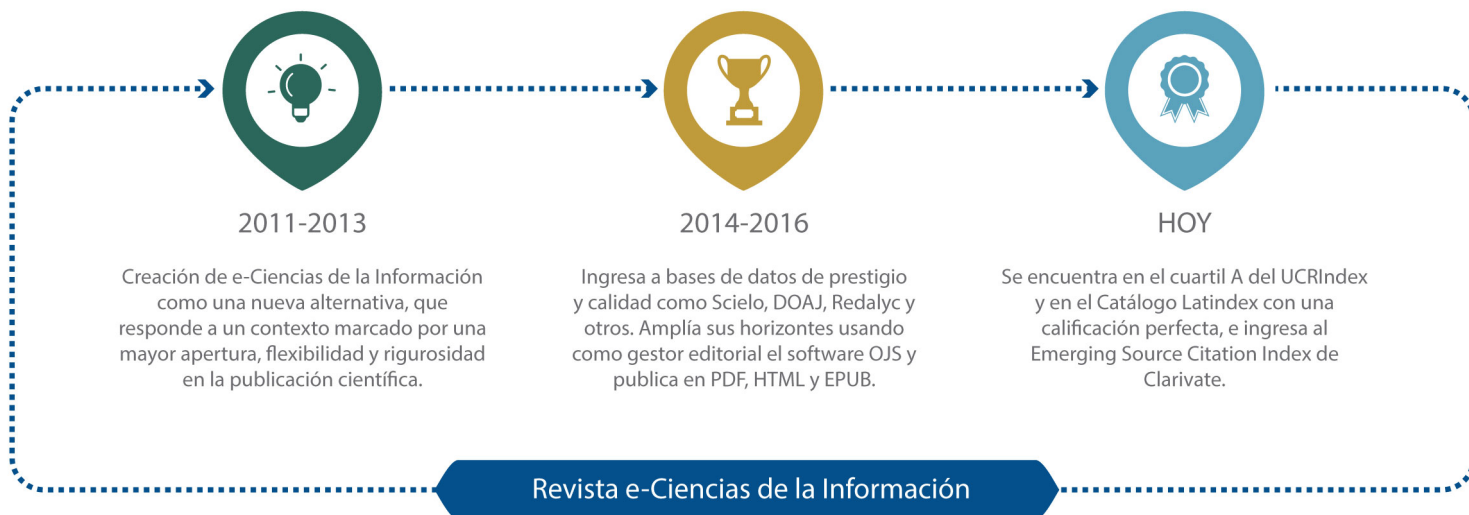 2011-2013
Creación de e-Ciencias de la Información
como una nueva alternativa, que
responde a un contexto marcado por una
mayor apertura, flexibilidad y rigurosidad
en la publicación científica.
2014-2016
Ingresa a bases de datos de prestigio
y calidad como Scielo, DOAJ, Redalyc y
otros. Amplía sus horizontes usando
como gestor editorial el software OJS y
publica en PDF, HTML y EPUB.
HOY
Se encuentra en el cuartil A del UCRIndex
y en el Catálogo Latindex con una
calificación perfecta, e ingresa al
Emerging Source Citation Index de
Clarivate.
Revista e-Ciencias de la Información